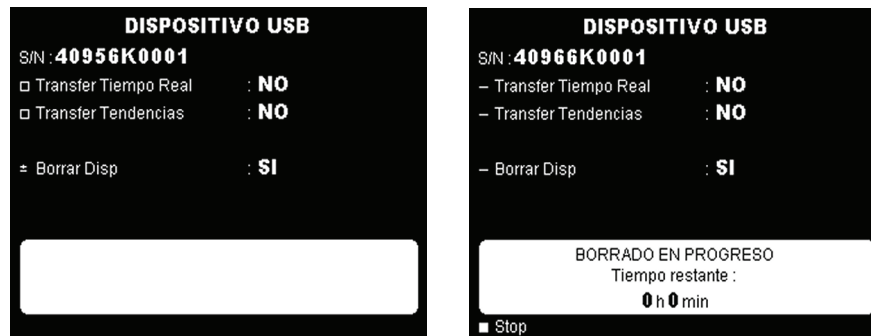 DISPOSITIVO USB
S/N : 40956K0001
Transfer Tiempo Real : NO
Transfer Tendencias : NO
± Borrar Disp : SI
DISPOSITIVO USB
S/N : 40966K0001
– Transfer Tiempo Real : NO
– Transfer Tendencias : NO
– Borrar Disp : SI
BORRADO EN PROGRESO
Tiempo restante :
0 h 0 min
Stop